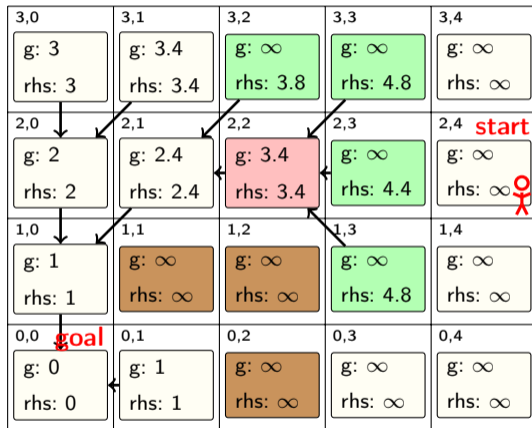 3,0 3,1 3,2 3,3 3,4
g: 3 g: 3.4 g: ∞ g: ∞ g: ∞
rhs: 3 rhs: 3.4 rhs: 3.8 rhs: 4.8 rhs: ∞
2,0 2,1 2,2 2,3 2,4 start
g: 2 g: 2.4 g: 3.4 g: ∞ g: ∞
rhs: 2 rhs: 2.4 rhs: 3.4 rhs: 4.4 rhs: ∞
1,0 1,1 1,2 1,3 1,4
g: 1 g: ∞ g: ∞ g: ∞ g: ∞
rhs: 1 rhs: ∞ rhs: ∞ rhs: 4.8 rhs: ∞
0,0 goal 0,1 0,2 0,3 0,4
g: 0 g: 1 g: ∞ g: ∞ g: ∞
rhs: 0 rhs: 1 rhs: ∞ rhs: ∞ rhs: ∞